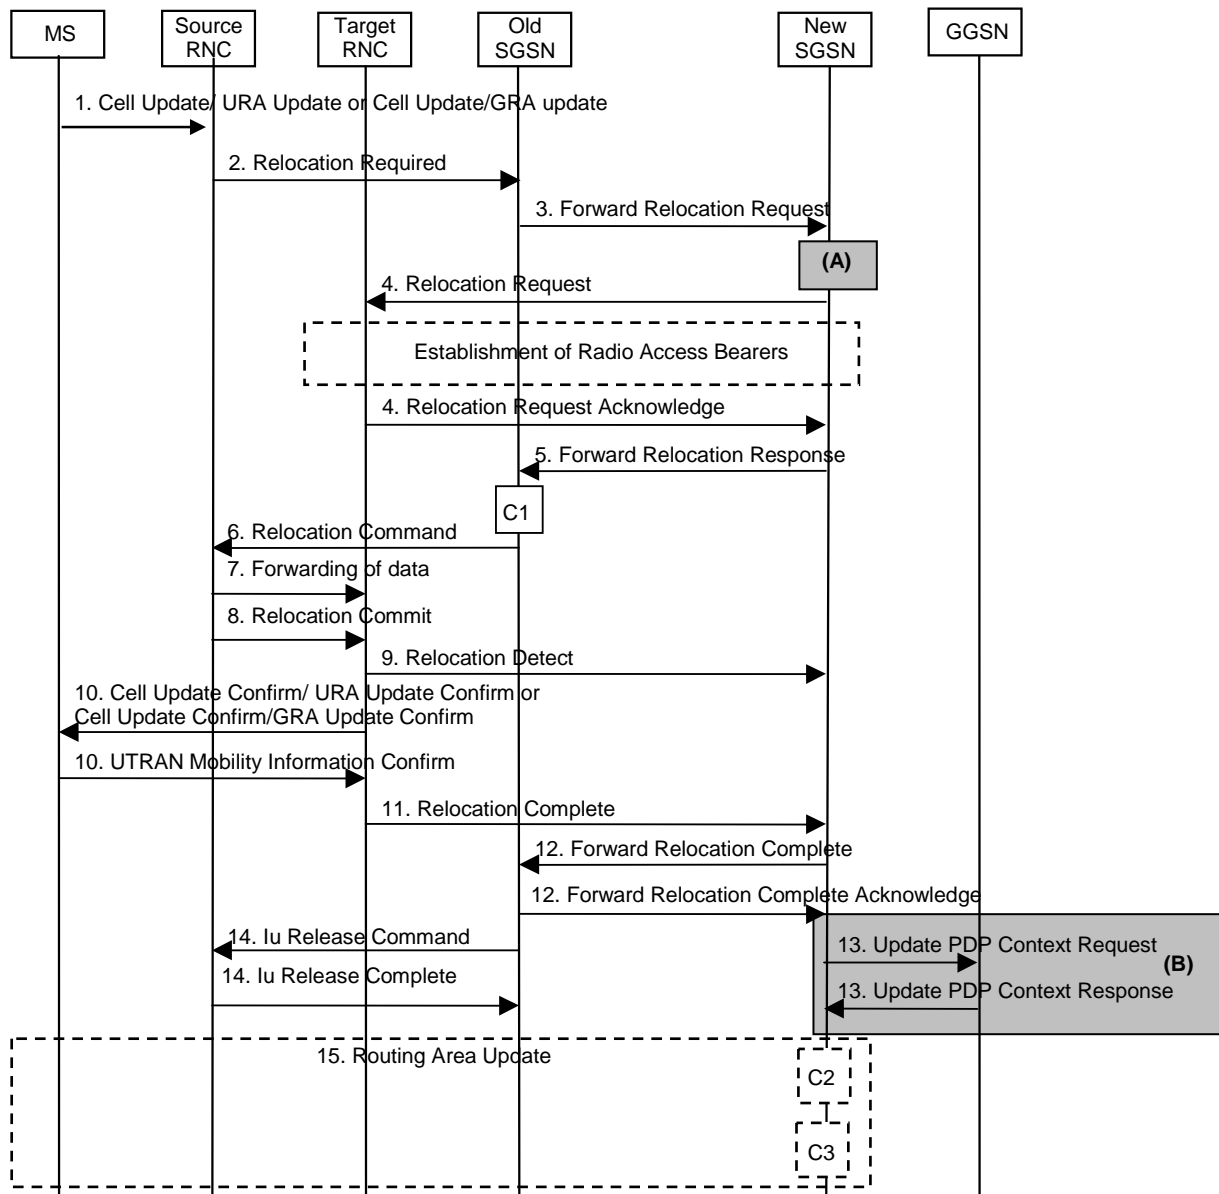 MS
Source
RNC
Target
RNC
Old
SGSN
New
SGSN
GGSN
1. Cell Update/ URA Update or Cell Update/GRA update
2. Relocation Required
3. Forward Relocation Request
(A)
4. Relocation Request
Establishment of Radio Access Bearers
4. Relocation Request Acknowledge
5. Forward Relocation Response
C1
6. Relocation Command
7. Forwarding of data
8. Relocation Commit
9. Relocation Detect
10. Cell Update Confirm/ URA Update Confirm or
Cell Update Confirm/GRA Update Confirm
10. UTRAN Mobility Information Confirm
11. Relocation Complete
12. Forward Relocation Complete
12. Forward Relocation Complete Acknowledge
14. Iu Release Command
13. Update PDP Context Request
(B)
14. Iu Release Complete
13. Update PDP Context Response
15. Routing Area Update
C2
C3